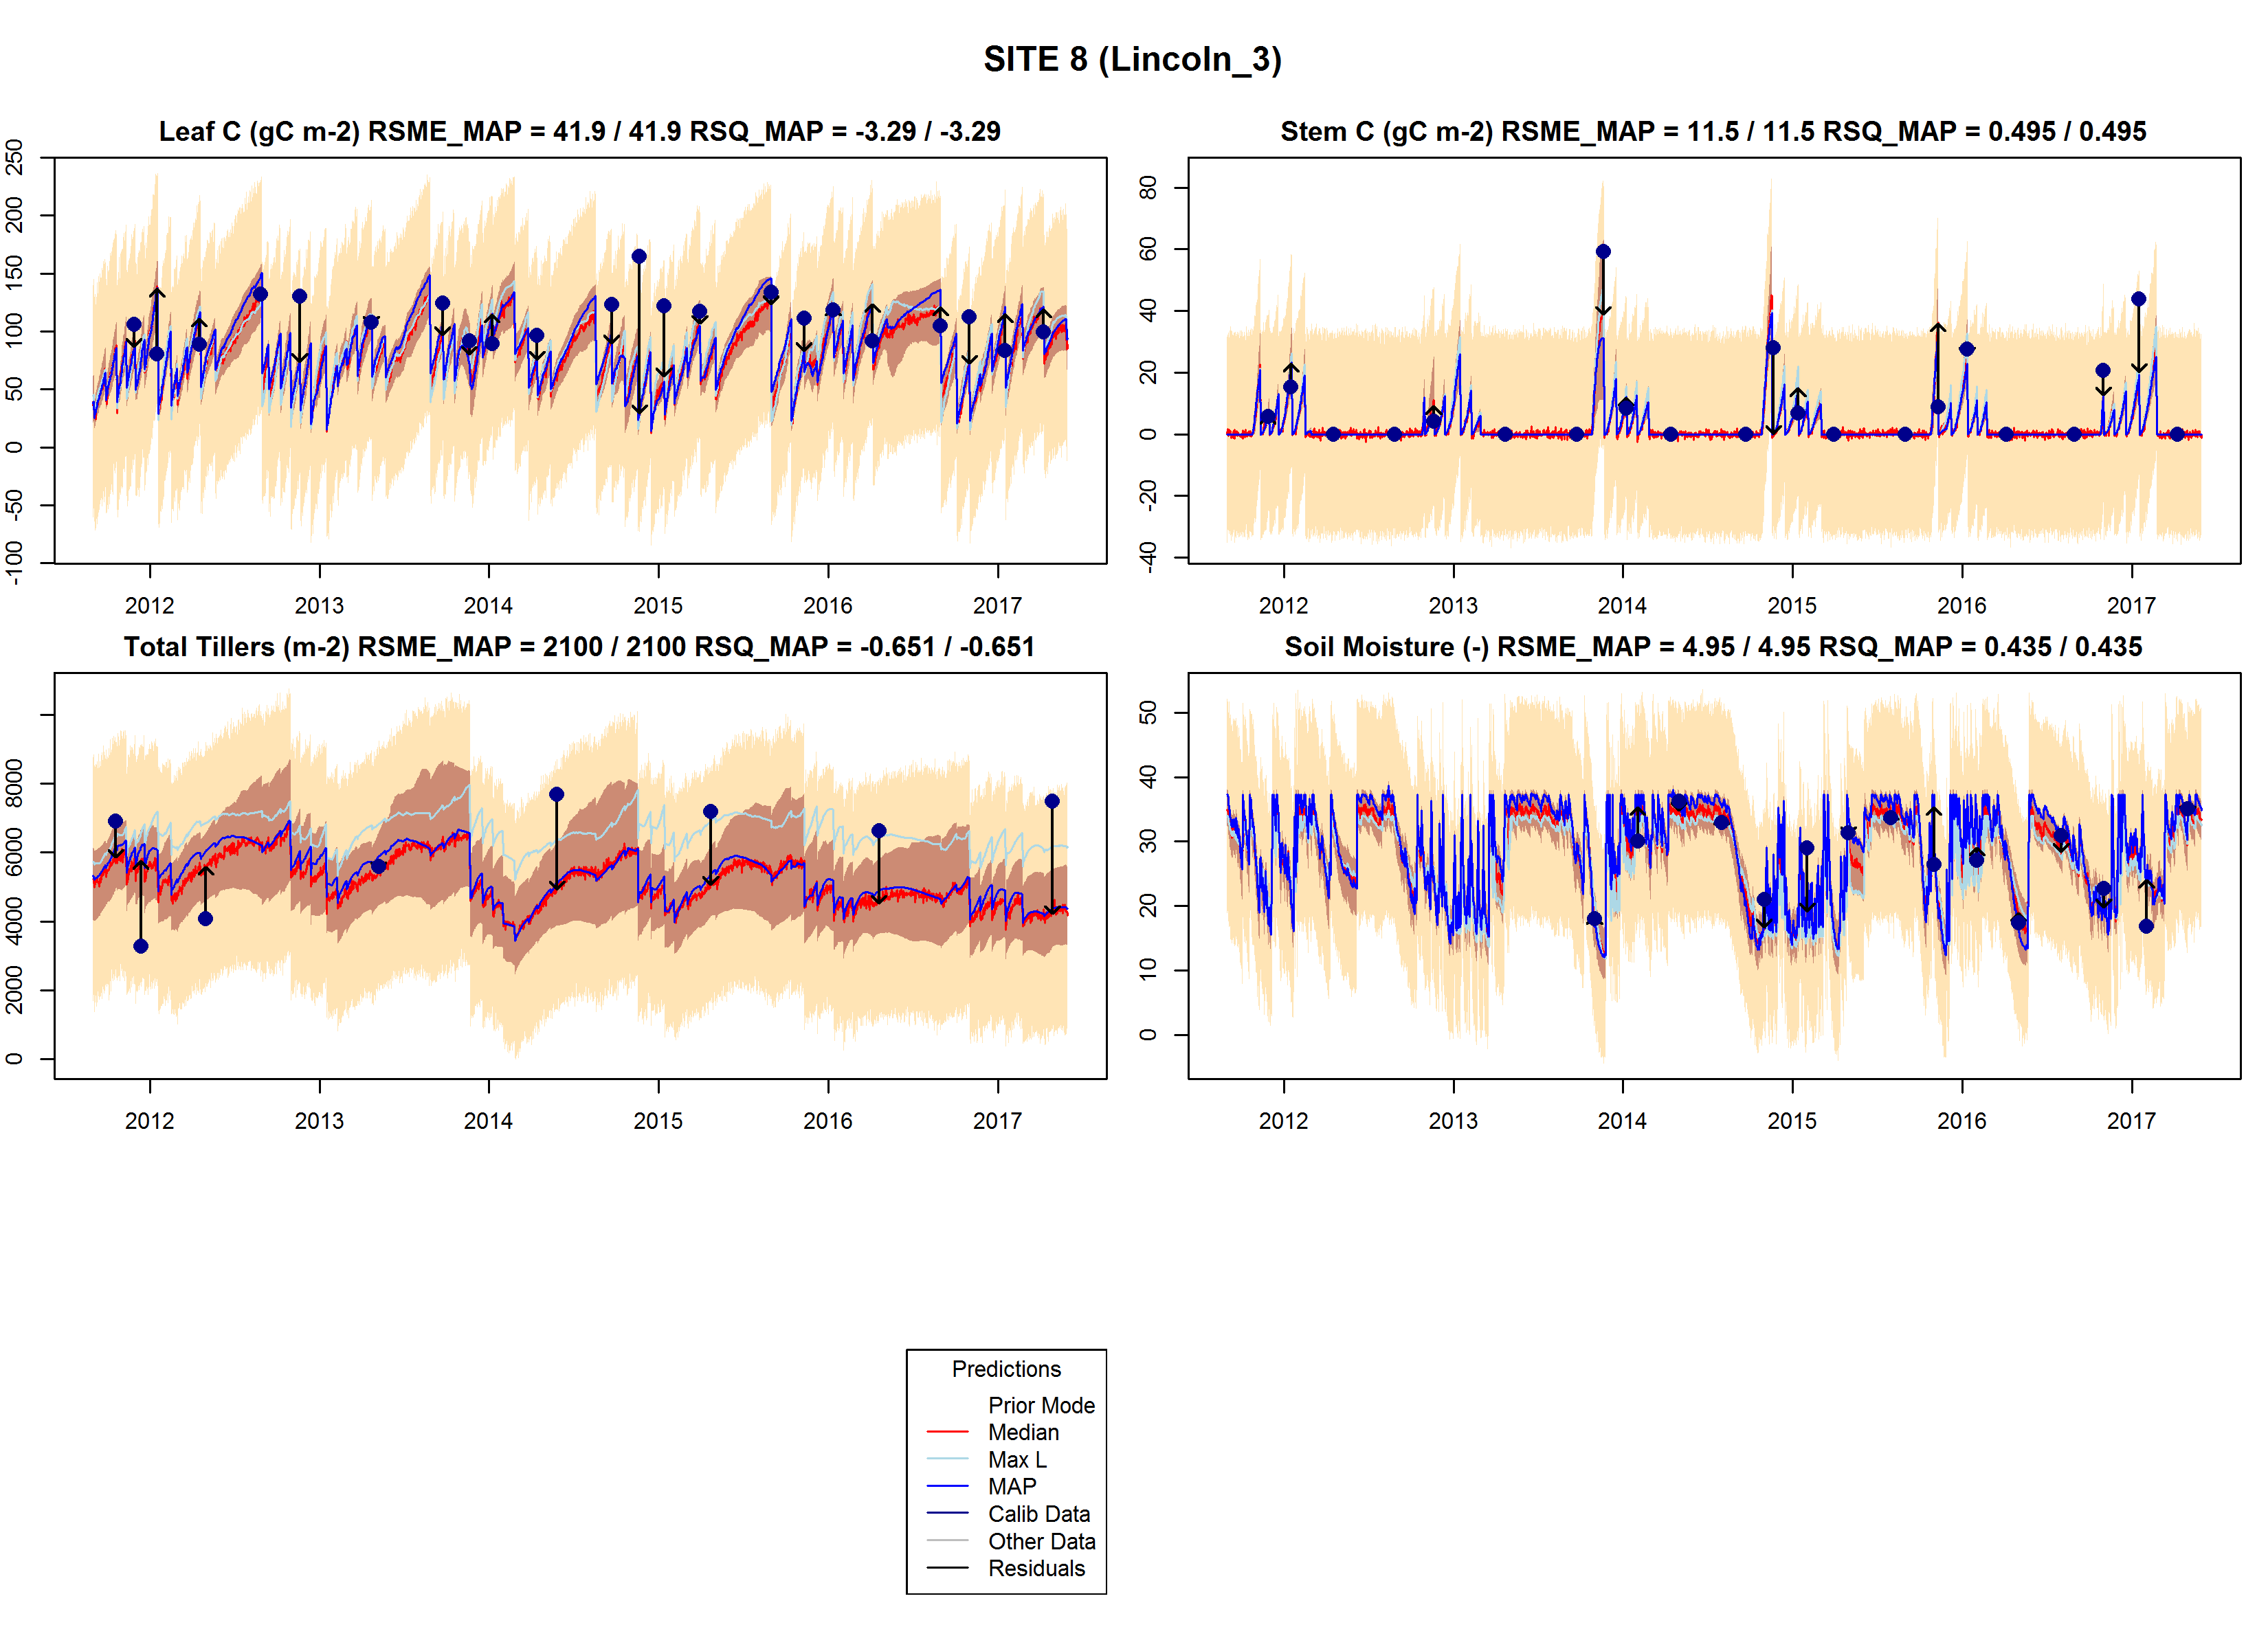 SITE 8 (Lincoln_3)
Leaf C (gC m-2) RSME_MAP = 41.9 / 41.9 RSQ_MAP = -3.29 / -3.29
250
200
150
100
50
0
-50
-100
2012 2013 2014 2015 2016 2017
Stem C (gC m-2) RSME_MAP = 11.5 / 11.5 RSQ_MAP = 0.495 / 0.495
80
60
40
20
0
-20
-40
2012 2013 2014 2015 2016 2017
Total Tillers (m-2) RSME_MAP = 2100 / 2100 RSQ_MAP = -0.651 / -0.651
8000
6000
4000
2000
0
2012 2013 2014 2015 2016 2017
Soil Moisture (-) RSME_MAP = 4.95 / 4.95 RSQ_MAP = 0.435 / 0.435
50
40
30
20
10
0
2012 2013 2014 2015 2016 2017
Predictions
Prior Mode
Median
Max L
MAP
Calib Data
Other Data
Residuals